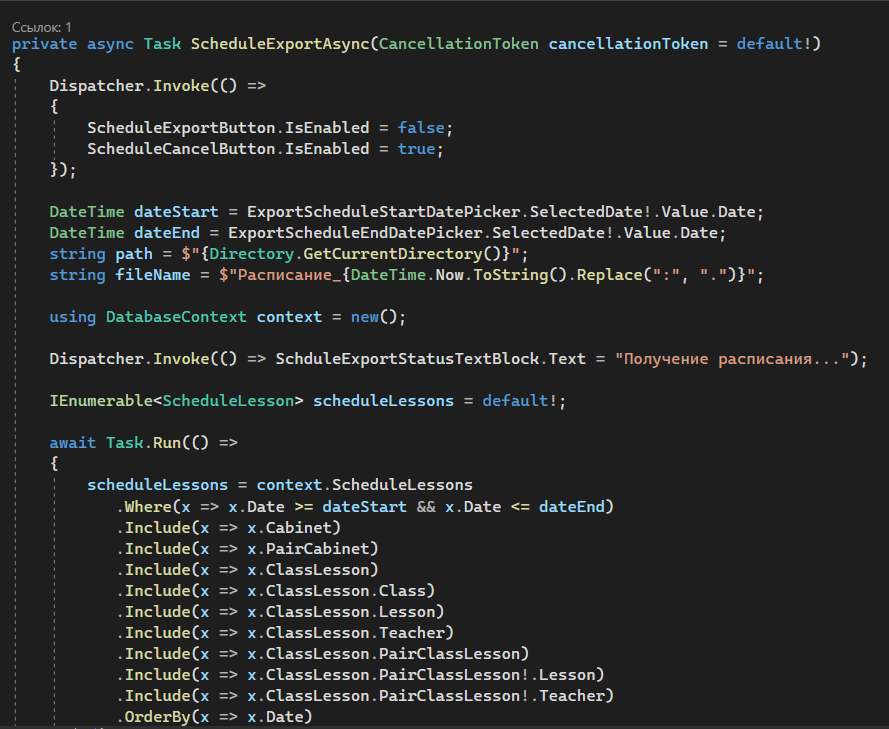 Ссылок: 1
private async Task ScheduleExportAsync(CancellationToken cancellationToken = default!)
{
Dispatcher.Invoke(() =>
{
ScheduleExportButton.IsEnabled = false;
ScheduleCancelButton.IsEnabled = true;
});
DateTime dateStart = ExportScheduleStartDatePicker.SelectedDate!.Value.Date;
DateTime dateEnd = ExportScheduleEndDatePicker.SelectedDate!.Value.Date;
string path = $"{Directory.GetCurrentDirectory()}";
string fileName = $"Расписание_{DateTime.Now.ToString().Replace(":", ".")}";
using DatabaseContext context = new();
Dispatcher.Invoke(() => SchduleExportStatusTextBlock.Text = "Получение расписания...");
IEnumerable<ScheduleLesson> scheduleLessons = default!;
await Task.Run(() =>
{
scheduleLessons = context.ScheduleLessons
.Where(x => x.Date >= dateStart && x.Date <= dateEnd)
.Include(x => x.Cabinet)
.Include(x => x.PairCabinet)
.Include(x => x.ClassLesson)
.Include(x => x.ClassLesson.Class)
.Include(x => x.ClassLesson.Lesson)
.Include(x => x.ClassLesson.Teacher)
.Include(x => x.ClassLesson.PairClassLesson)
.Include(x => x.ClassLesson.PairClassLesson!.Lesson)
.Include(x => x.ClassLesson.PairClassLesson!.Teacher)
.OrderBy(x => x.Date)